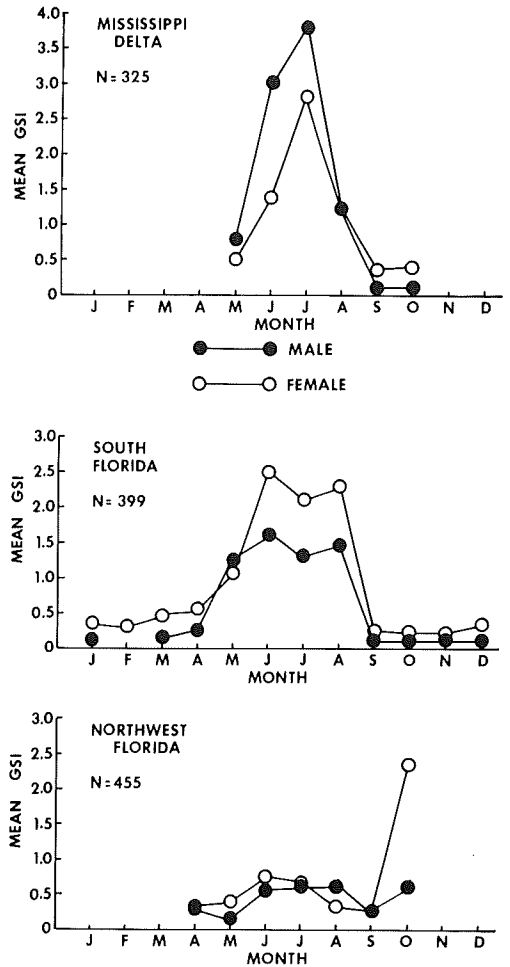 MISSISSIPPI
DELTA
N=325
4.0
3.5
3.0
2.5
2.0
1.5
1.0
0.5
0
MEAN GSI
J F M A M J J A S O N D
MONTH
MALE
FEMALE
SOUTH
FLORIDA
N=399
3.0
2.5
2.0
1.5
1.0
0.5
0
MEAN GSI
J F M A M J J A S O N D
MONTH
NORTHWEST
FLORIDA
N=455
3.0
2.5
2.0
1.5
1.0
0.5
0
MEAN GSI
J F M A M J J A S O N D
MONTH